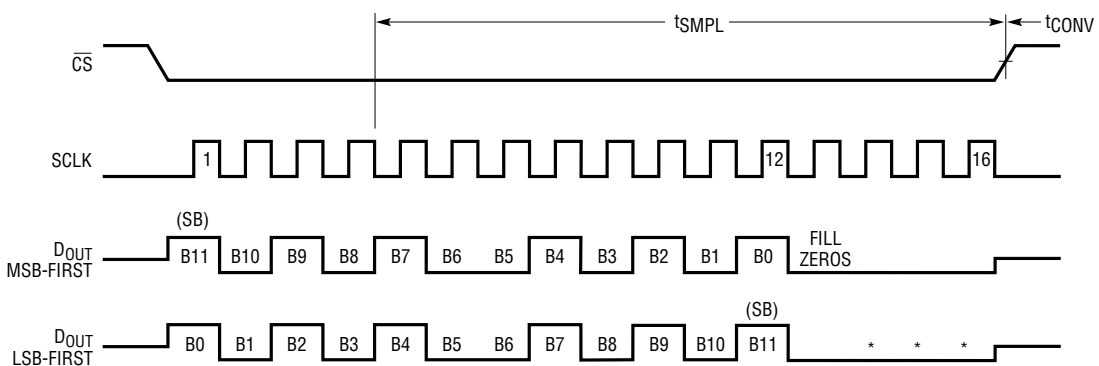 tSMPL tCONV
CS
SCLK 1 12 16
(SB)
DOUT
MSB-FIRST
B11 B10 B9 B8 B7 B6 B5 B4 B3 B2 B1 B0
FILL
ZEROS
(SB)
DOUT
LSB-FIRST
B0 B1 B2 B3 B4 B5 B6 B7 B8 B9 B10 B11 * * *